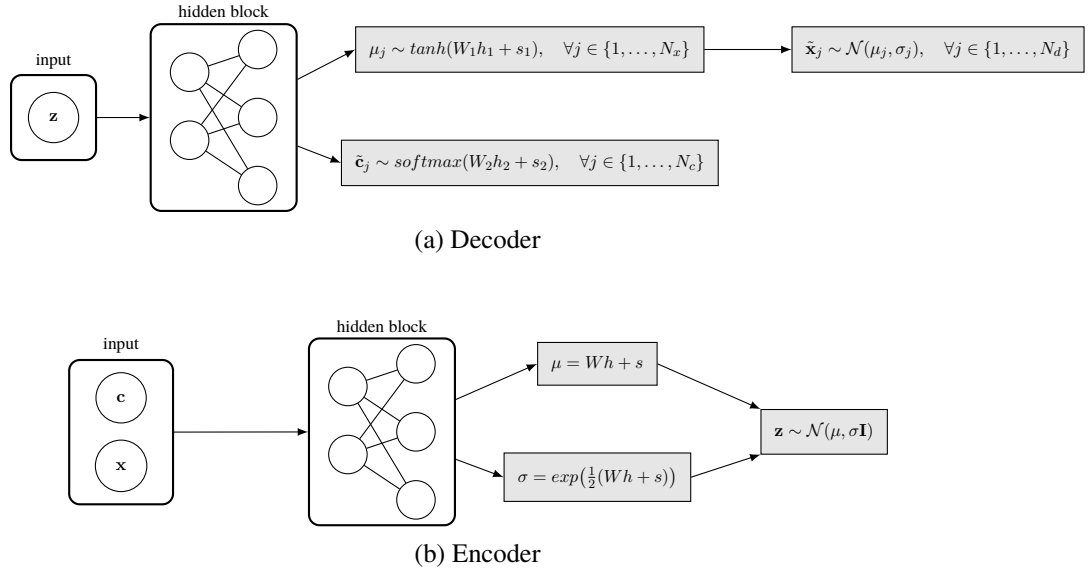 hidden block
input
z
μ_j ∼ tanh(W_1h_1 + s_1), ∀j ∈ {1, . . . , N_x}
x̃_j ∼ N(μ_j, σ_j), ∀j ∈ {1, . . . , N_d}
c̃_j ∼ softmax(W_2h_2 + s_2), ∀j ∈ {1, . . . , N_c}
(a) Decoder
hidden block
input
c
x
μ = Wh + s
z ∼ N(μ, σI)
σ = exp(½(Wh + s))
(b) Encoder